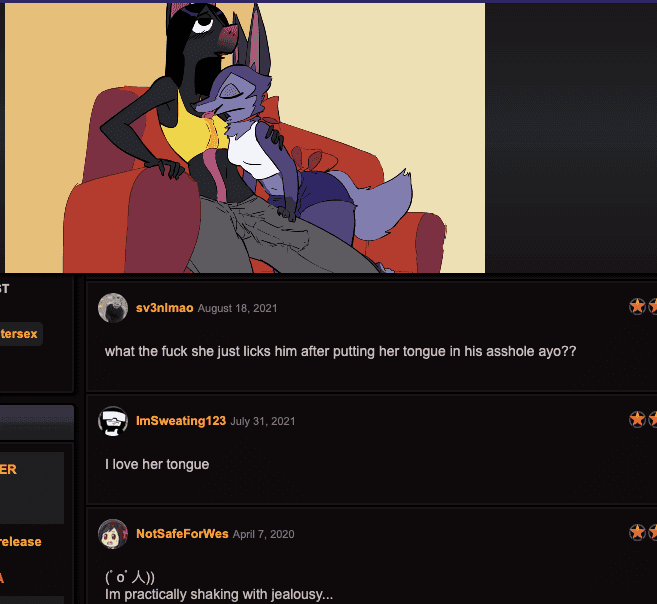 ST
sv3nlmao August 18, 2021
tersex
what the fuck she just licks him after putting her tongue in his asshole ayo??
ImSweating123 July 31, 2021
I love her tongue
ER
release
NotSafeForWes April 7, 2020
A
(ﾟoﾟ人))
Im practically shaking with jealousy...